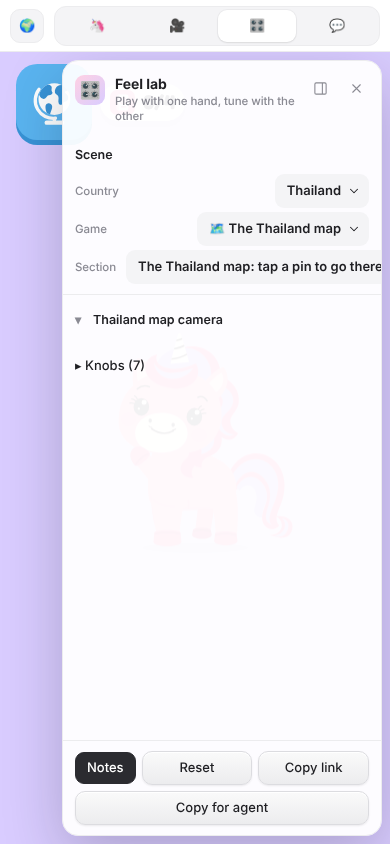 Feel lab
Play with one hand, tune with the
other
Scene
Country
Thailand
Game
The Thailand map
Section
The Thailand map: tap a pin to go there
Thailand map camera
Knobs (7)
Notes
Reset
Copy link
Copy for agent